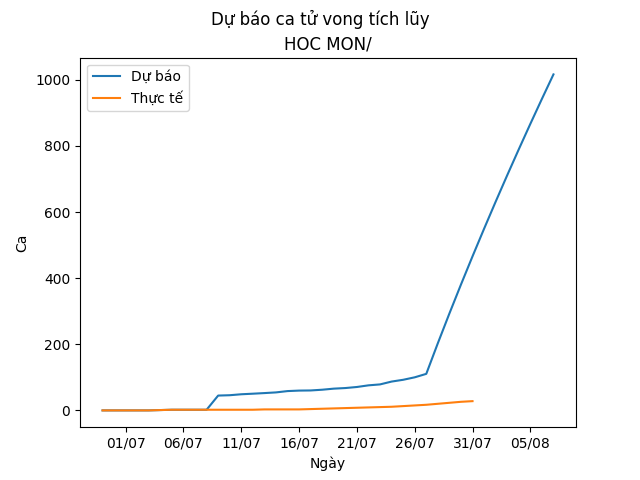 Dự báo ca tử vong tích lũy
HOC MON/
Dự báo
Thực tế
1000
800
600
400
200
0
Ca
01/07
06/07
11/07
16/07
21/07
26/07
31/07
05/08
Ngày